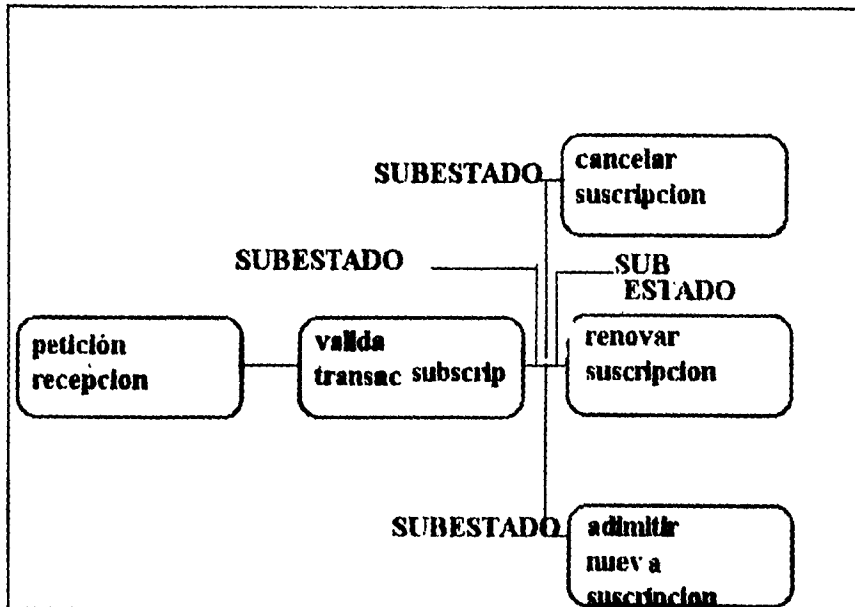 SUBESTADO
cancelar
suscripcion
SUBESTADO
SUB
ESTADO
petición
recepcion
valida
transac subscrip
renovar
suscripcion
SUBESTADO
adimitir
nuev a
suscripcion